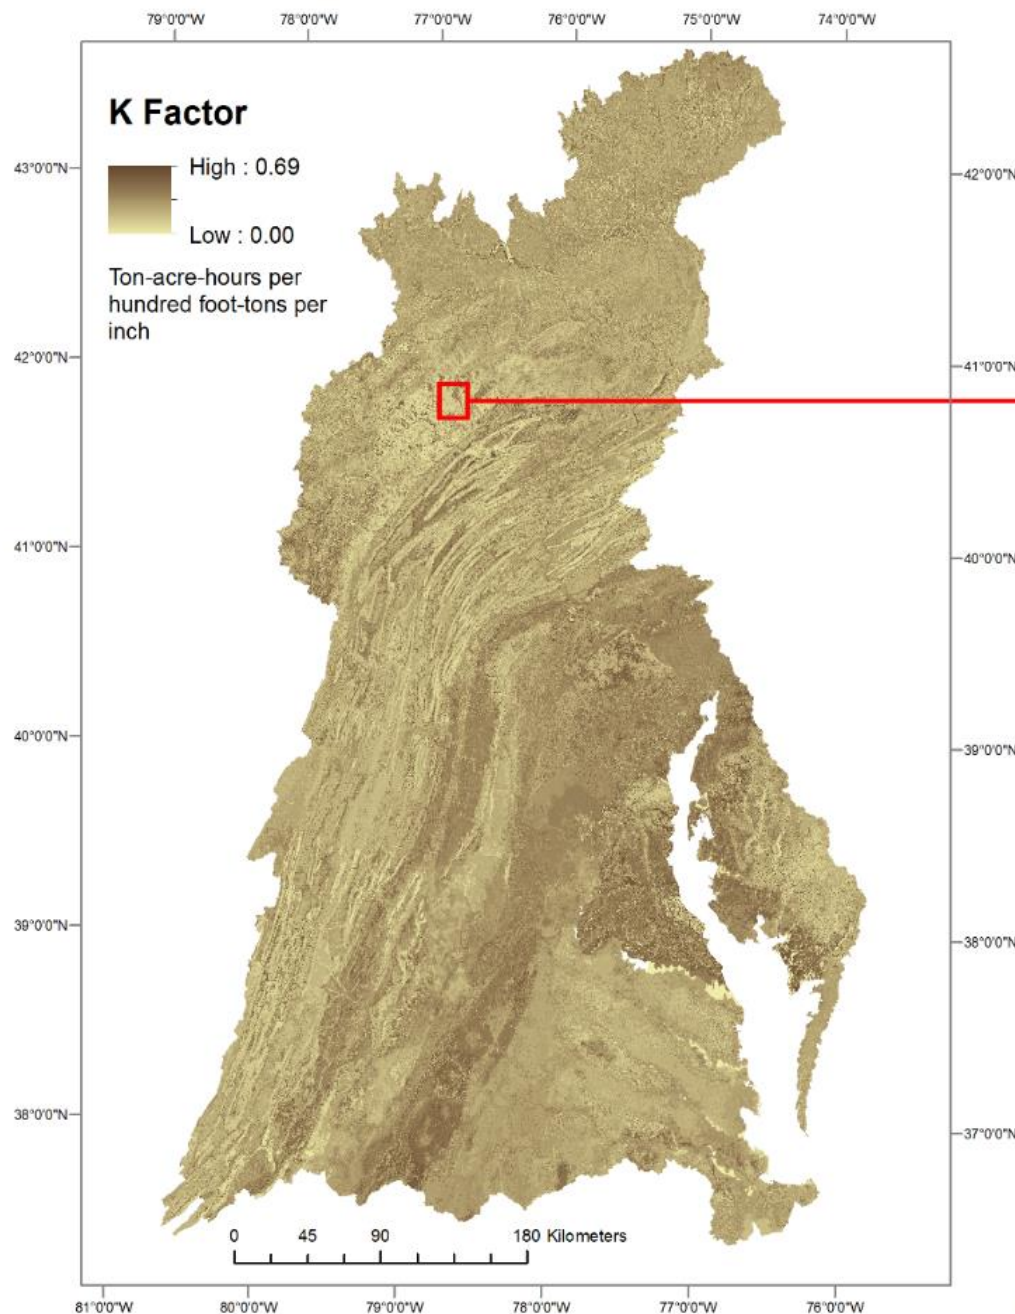 79°0'0"W 78°0'0"W 77°0'0"W 76°0'0"W 75°0'0"W 74°0'0"W
K Factor
High : 0.69
Low : 0.00
Ton-acre-hours per
hundred foot-tons per
inch
43°0'0"N
42°0'0"N
42°0'0"N
41°0'0"N
41°0'0"N
40°0'0"N
40°0'0"N
39°0'0"N
39°0'0"N
38°0'0"N
38°0'0"N
37°0'0"N
0 45 90 180 Kilometers
81°0'0"W 80°0'0"W 79°0'0"W 78°0'0"W 77°0'0"W 76°0'0"W